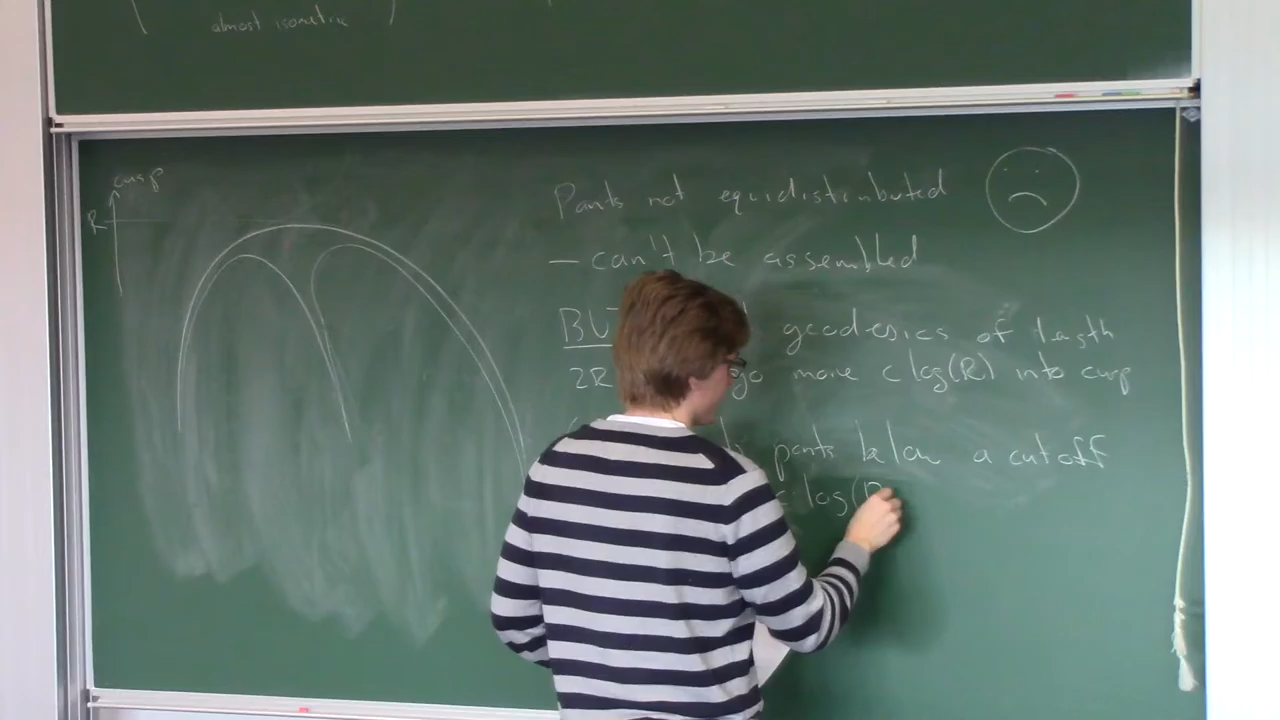 almost isometric
cusp
R
Pants not equidistributed
— can't be assembled
BUT geodesics of length
2R go more c log(R) into cusp
pants below a cutoff
c log(R